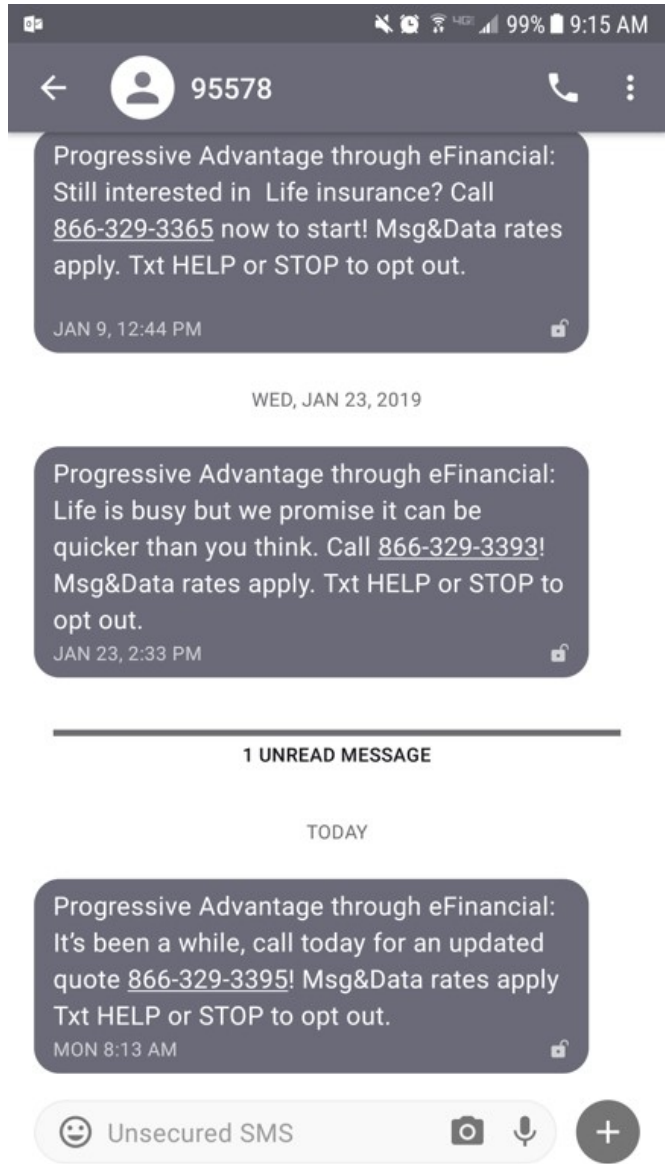 99% 9:15 AM
95578
Progressive Advantage through eFinancial:
Still interested in Life insurance? Call
866-329-3365 now to start! Msg&Data rates
apply. Txt HELP or STOP to opt out.
JAN 9, 12:44 PM
WED, JAN 23, 2019
Progressive Advantage through eFinancial:
Life is busy but we promise it can be
quicker than you think. Call 866-329-3393!
Msg&Data rates apply. Txt HELP or STOP to
opt out.
JAN 23, 2:33 PM
1 UNREAD MESSAGE
TODAY
Progressive Advantage through eFinancial:
It's been a while, call today for an updated
quote 866-329-3395! Msg&Data rates apply
Txt HELP or STOP to opt out.
MON 8:13 AM
Unsecured SMS